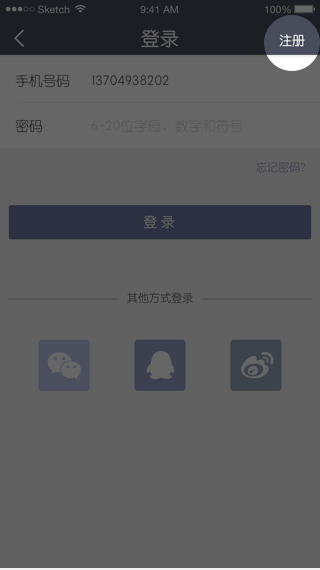 Sketch 9:41 AM 100%
登录 注册
手机号码 13704938202
密码 6-20位字母、数字和符号
忘记密码?
登 录
其他方式登录